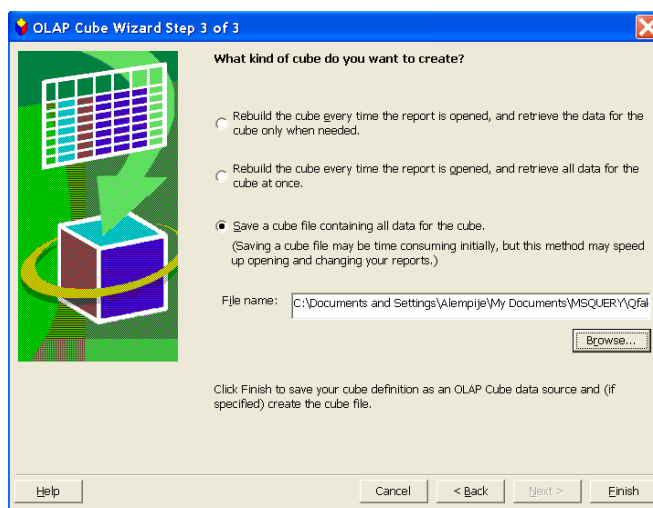 OLAP Cube Wizard Step 3 of 3
What kind of cube do you want to create?
Rebuild the cube every time the report is opened, and retrieve the data for the
cube only when needed.
Rebuild the cube every time the report is opened, and retrieve all data for the
cube at once.
Save a cube file containing all data for the cube.
(Saving a cube file may be time consuming initially, but this method may speed
up opening and changing your reports.)
File name:
C:\Documents and Settings\Alempije\My Documents\MSQUERY\Qfal
Browse...
Click Finish to save your cube definition as an OLAP Cube data source and (if
specified) create the cube file.
Help
Cancel
< Back
Next >
Finish